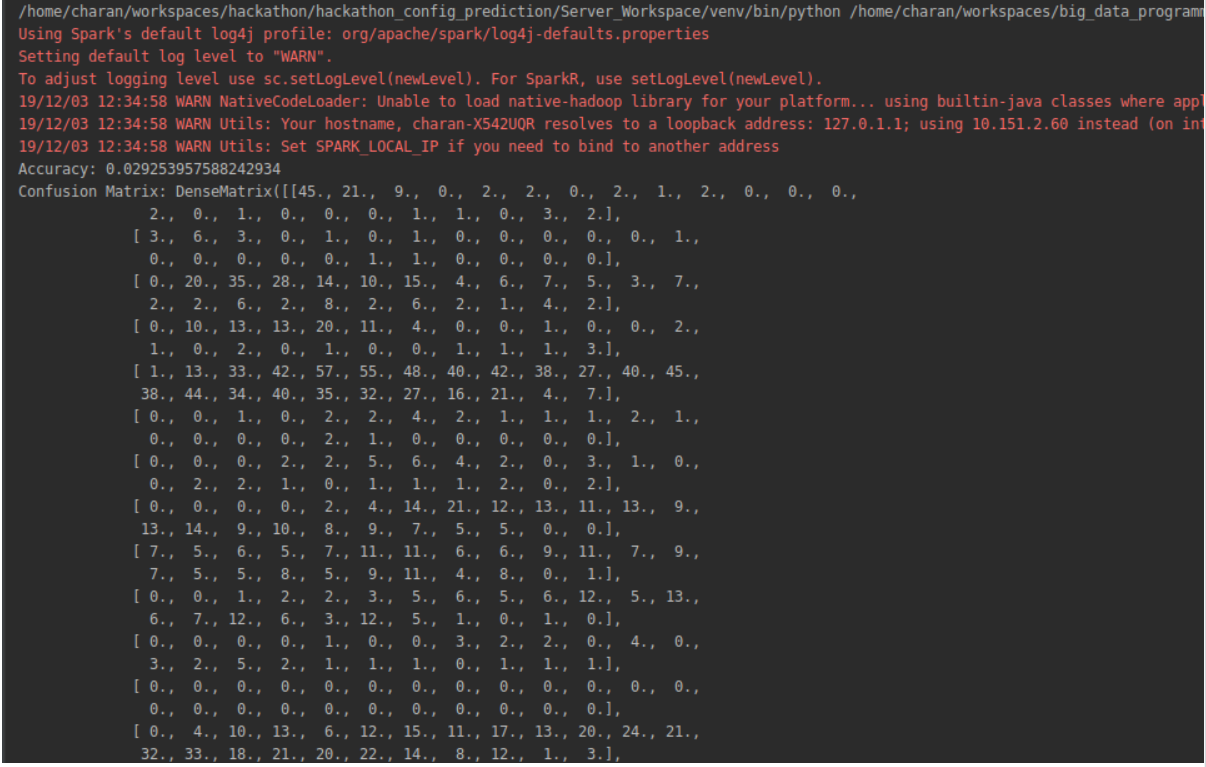 /home/charan/workspaces/hackathon/hackathon_config_prediction/Server_Workspace/venv/bin/python /home/charan/workspaces/big_data_programm
Using Spark's default log4j profile: org/apache/spark/log4j-defaults.properties
Setting default log level to "WARN".
To adjust logging level use sc.setLogLevel(newLevel). For SparkR, use setLogLevel(newLevel).
19/12/03 12:34:58 WARN NativeCodeLoader: Unable to load native-hadoop library for your platform... using builtin-java classes where appl
19/12/03 12:34:58 WARN Utils: Your hostname, charan-X542UQR resolves to a loopback address: 127.0.1.1; using 10.151.2.60 instead (on int
19/12/03 12:34:58 WARN Utils: Set SPARK_LOCAL_IP if you need to bind to another address
Accuracy: 0.029253957588242934
Confusion Matrix: DenseMatrix([[45., 21., 9., 0., 2., 2., 0., 2., 1., 2., 0., 0., 0.,
2., 0., 1., 0., 0., 0., 1., 1., 0., 3., 2.],
[ 3., 6., 3., 0., 1., 0., 1., 0., 0., 0., 0., 0., 1.,
0., 0., 0., 0., 0., 1., 1., 0., 0., 0., 0.],
[ 0., 20., 35., 28., 14., 10., 15., 4., 6., 7., 5., 3., 7.,
2., 2., 6., 2., 8., 2., 6., 2., 1., 4., 2.],
[ 0., 10., 13., 13., 20., 11., 4., 0., 0., 1., 0., 0., 2.,
1., 0., 2., 0., 1., 0., 0., 1., 1., 1., 3.],
[ 1., 13., 33., 42., 57., 55., 48., 40., 42., 38., 27., 40., 45.,
38., 44., 34., 40., 35., 32., 27., 16., 21., 4., 7.],
[ 0., 0., 1., 0., 2., 2., 4., 2., 1., 1., 1., 2., 1.,
0., 0., 0., 0., 2., 1., 0., 0., 0., 0., 0.],
[ 0., 0., 0., 2., 2., 5., 6., 4., 2., 0., 3., 1., 0.,
0., 2., 2., 1., 0., 1., 1., 1., 2., 0., 2.],
[ 0., 0., 0., 0., 2., 4., 14., 21., 12., 13., 11., 13., 9.,
13., 14., 9., 10., 8., 9., 7., 5., 5., 0., 0.],
[ 7., 5., 6., 5., 7., 11., 11., 6., 6., 9., 11., 7., 9.,
7., 5., 5., 8., 5., 9., 11., 4., 8., 0., 1.],
[ 0., 0., 1., 2., 2., 3., 5., 6., 5., 6., 12., 5., 13.,
6., 7., 12., 6., 3., 12., 5., 1., 0., 1., 0.],
[ 0., 0., 0., 0., 1., 0., 0., 3., 2., 2., 0., 4., 0.,
3., 2., 5., 2., 1., 1., 1., 0., 1., 1., 1.],
[ 0., 0., 0., 0., 0., 0., 0., 0., 0., 0., 0., 0., 0.,
0., 0., 0., 0., 0., 0., 0., 0., 0., 0., 0.],
[ 0., 4., 10., 13., 6., 12., 15., 11., 17., 13., 20., 24., 21.,
32., 33., 18., 21., 20., 22., 14., 8., 12., 1., 3.],